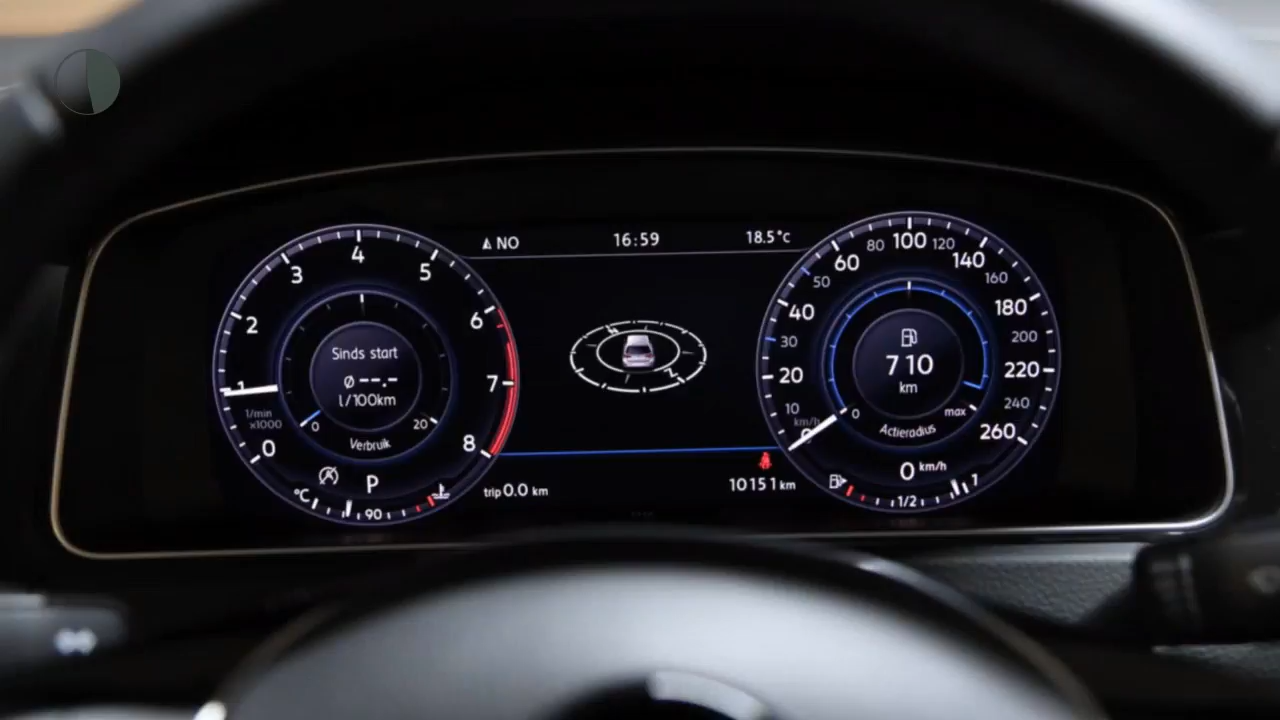 NO 16:59 18.5°c
0 1 2 3 4 5 6 7 8
1/min
x1000
Sinds start
Ø --.-
l/100km
0 20
Verbruik
P
°C 90
trip 0.0 km
10151 km
0 10 20 30 40 50 60 80 100 120 140 160 180 200 220 240 260
km/h
710
km
0 max
Actieradius
0 km/h
1/2 1